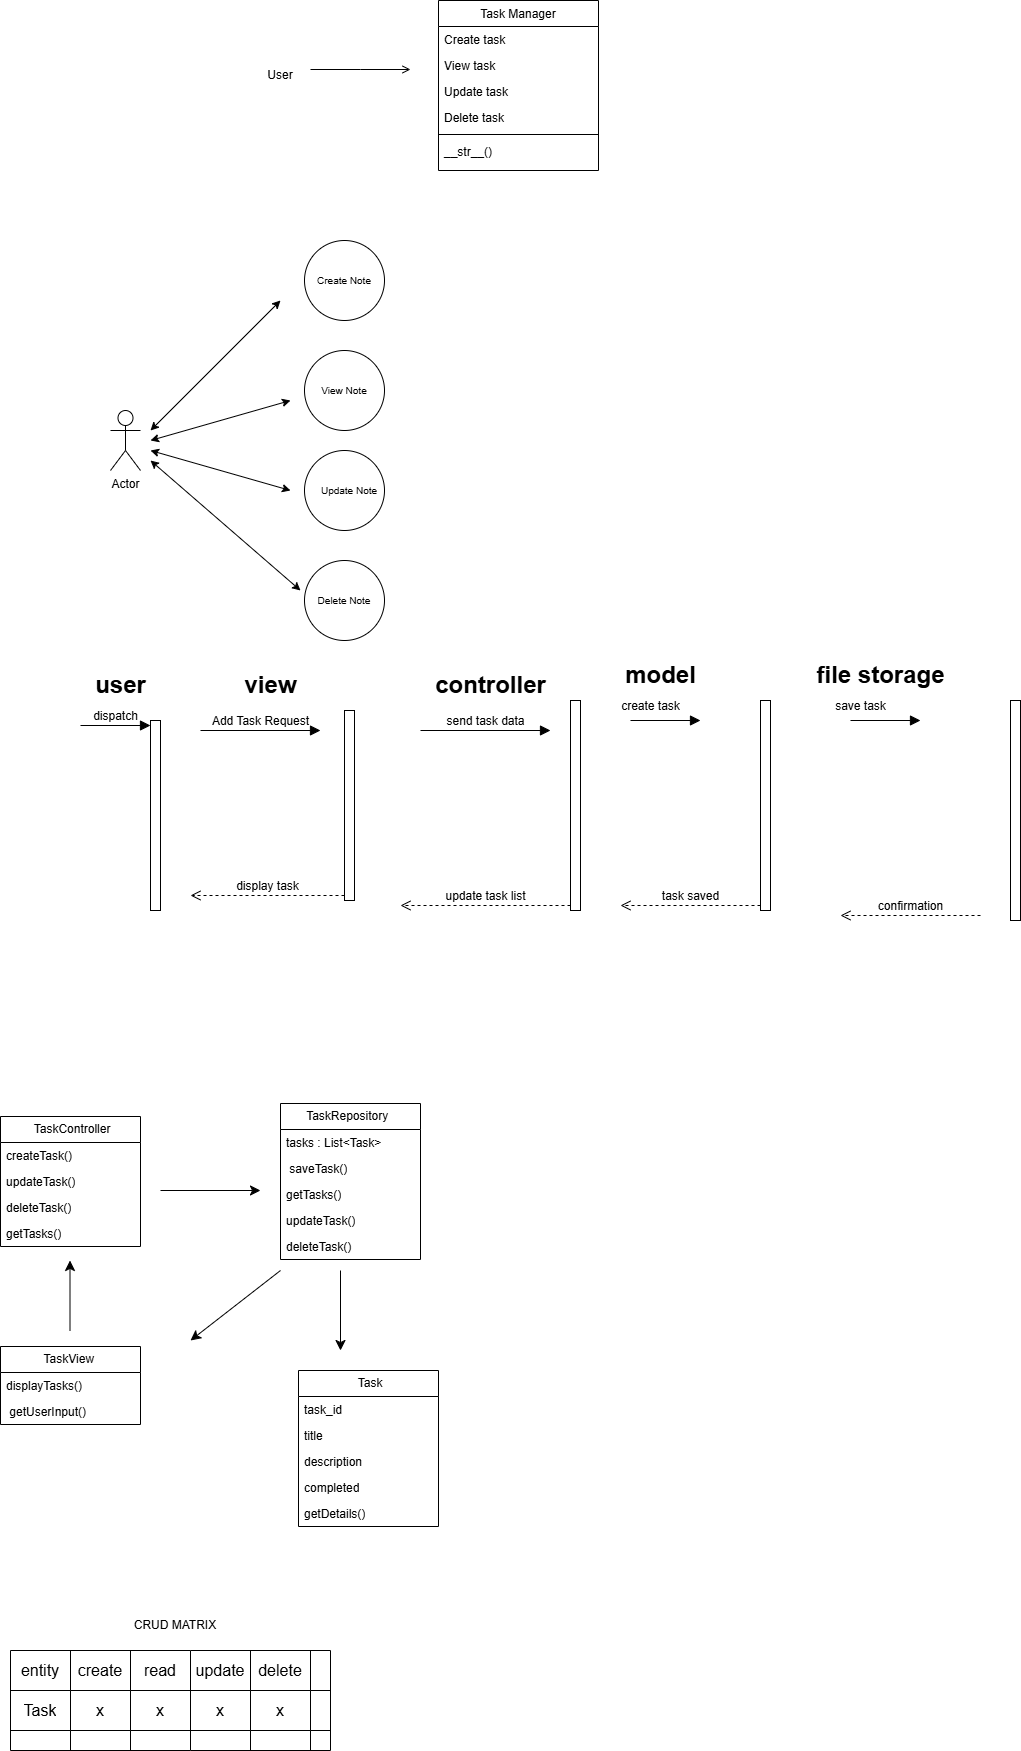 Task Manager
Create task
View task
Update task
Delete task
__str__()
User
Create Note
View Note
Update Note
Delete Note
Actor
user
view
controller
model
file storage
dispatch
Add Task Request
send task data
create task
save task
display task
update task list
task saved
confirmation
TaskController
createTask()
updateTask()
deleteTask()
getTasks()
TaskRepository
tasks : List<Task>
saveTask()
getTasks()
updateTask()
deleteTask()
TaskView
displayTasks()
getUserInput()
Task
task_id
title
description
completed
getDetails()
CRUD MATRIX
entity create read update delete
Task x x x x